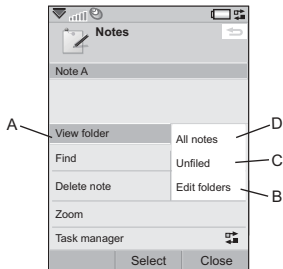 Notes
Note A
A
View folder
All notes
D
Find
Unfiled
C
Delete note
Edit folders
B
Zoom
Task manager
Select Close